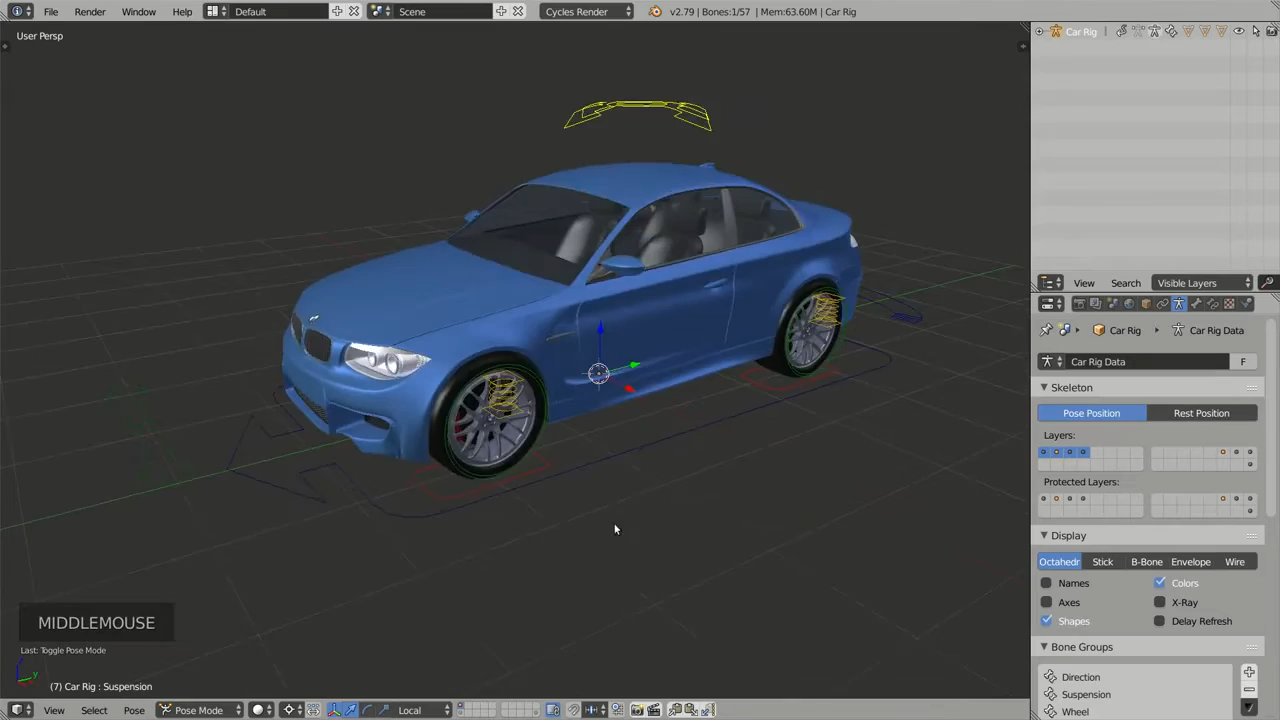 File Render Window Help Default Scene Cycles Render v2.79 | Bones:1/57 | Mem:63.60M | Car Rig
User Persp
Car Rig
View Search Visible Layers
Car Rig Car Rig Data
Car Rig Data F
Skeleton
Pose Position Rest Position
Layers:
Protected Layers:
Display
Octahedr Stick B-Bone Envelope Wire
Names Colors
Axes X-Ray
Shapes Delay Refresh
Bone Groups
Direction
Suspension
Wheel
MIDDLEMOUSE
Last: Toggle Pose Mode
(7) Car Rig : Suspension
View Select Pose Pose Mode Local